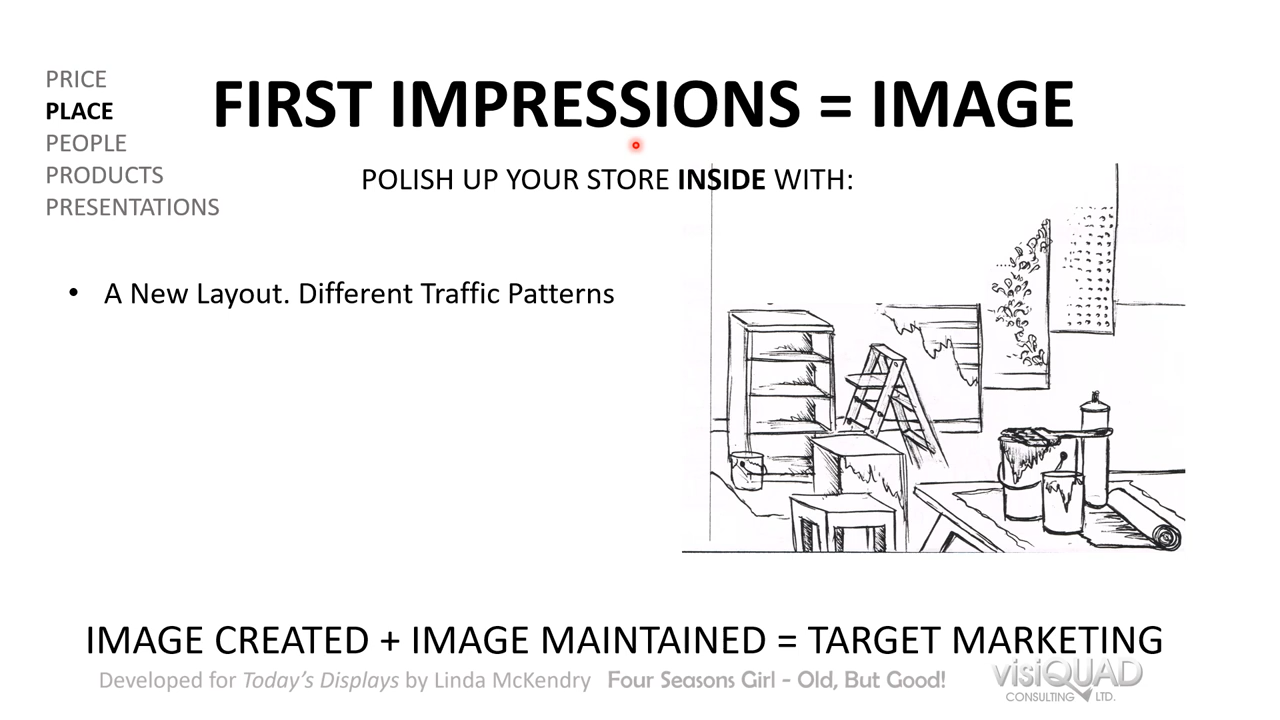 PRICE
PLACE
PEOPLE
PRODUCTS
PRESENTATIONS
FIRST IMPRESSIONS = IMAGE
POLISH UP YOUR STORE INSIDE WITH:
• A New Layout. Different Traffic Patterns
IMAGE CREATED + IMAGE MAINTAINED = TARGET MARKETING
Developed for Today's Displays by Linda McKendry Four Seasons Girl - Old, But Good!
visiQUAD
CONSULTING LTD.